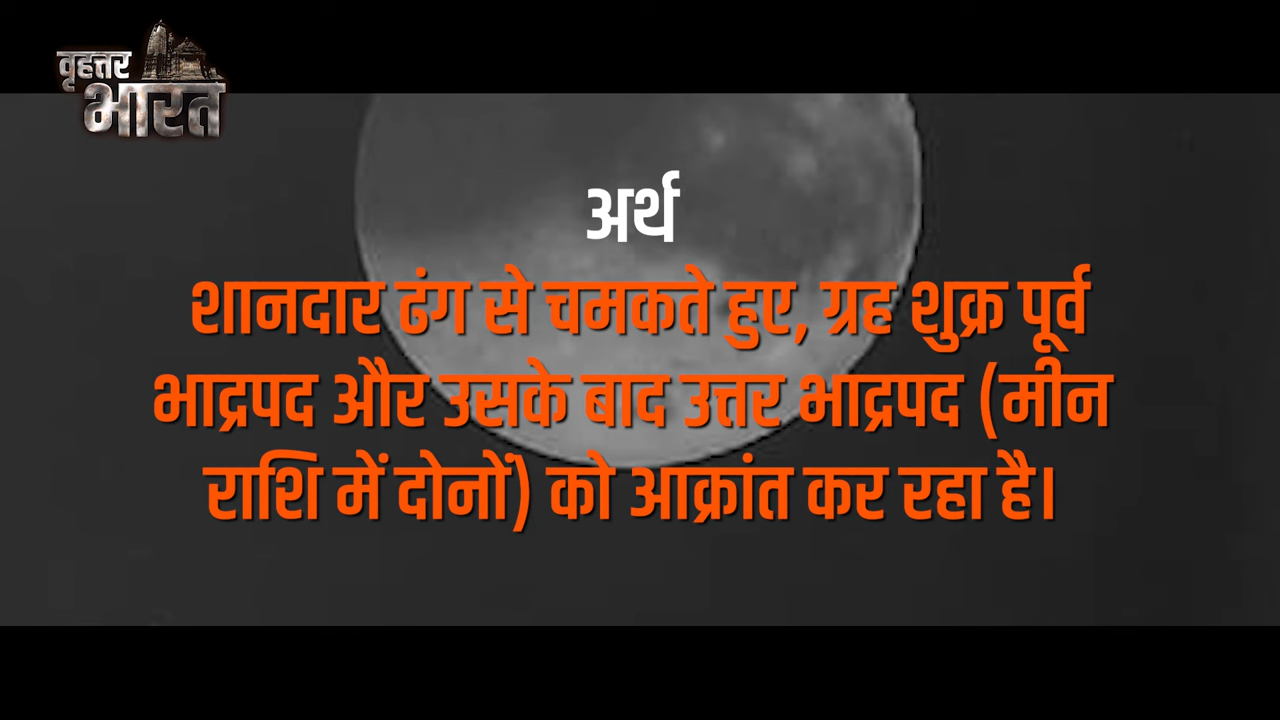 वृहत्तर
भारत
अर्थ
शानदार ढंग से चमकते हुए, ग्रह शुक्र पूर्व
भाद्रपद और उसके बाद उत्तर भाद्रपद (मीन
राशि में दोनों) को आक्रांत कर रहा है।